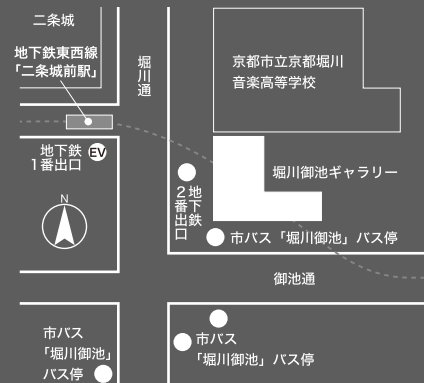 二条城
地下鉄東西線
「二条城前駅」
堀川通
京都市立京都堀川
音楽高等学校
地下鉄
1番出口
EV
堀川御池ギャラリー
地下鉄
2番出口
N
市バス「堀川御池」バス停
御池通
市バス
「堀川御池」
バス停
市バス
「堀川御池」バス停